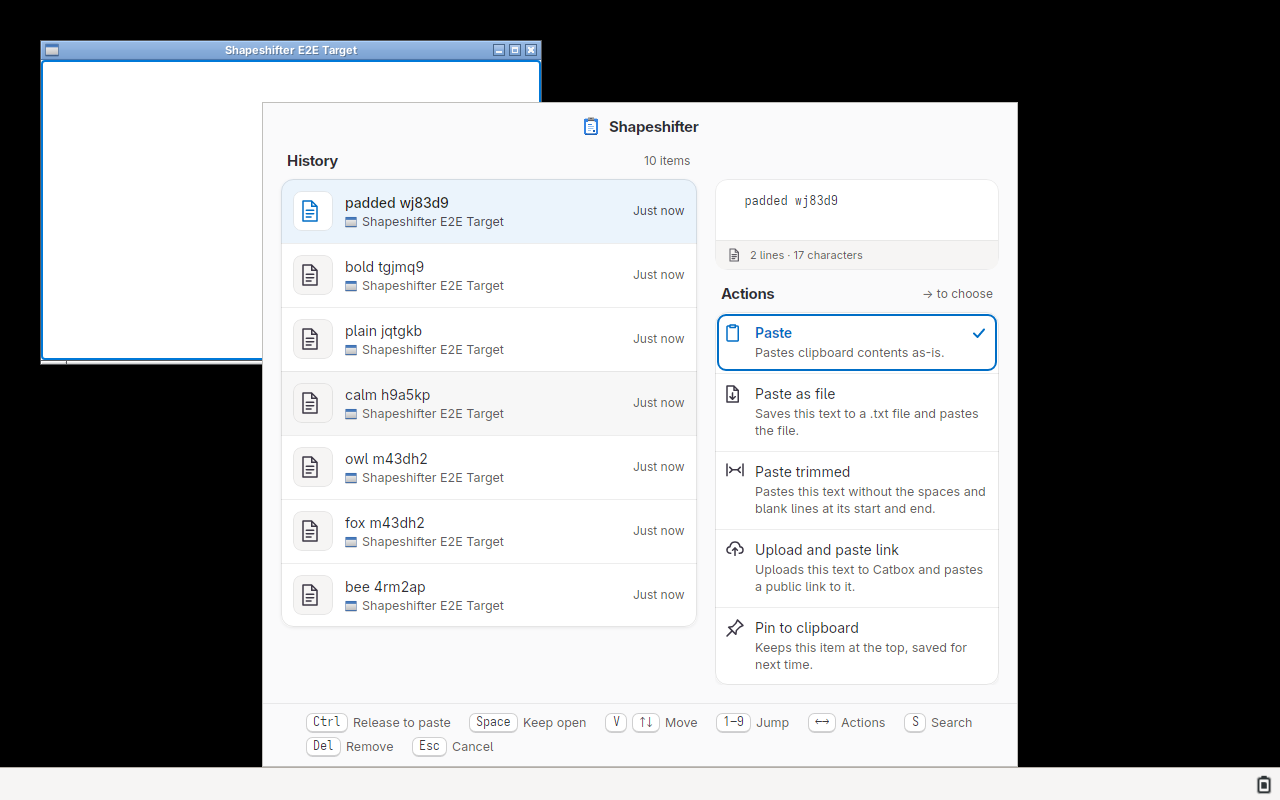 Shapeshifter E2E Target
Shapeshifter
History
10 items
padded wj83d9
Shapeshifter E2E Target
Just now
bold tgjmq9
Shapeshifter E2E Target
Just now
plain jqtgkb
Shapeshifter E2E Target
Just now
calm h9a5kp
Shapeshifter E2E Target
Just now
owl m43dh2
Shapeshifter E2E Target
Just now
fox m43dh2
Shapeshifter E2E Target
Just now
bee 4rm2ap
Shapeshifter E2E Target
Just now
padded wj83d9
2 lines · 17 characters
Actions
→ to choose
Paste
Pastes clipboard contents as-is.
Paste as file
Saves this text to a .txt file and pastes
the file.
Paste trimmed
Pastes this text without the spaces and
blank lines at its start and end.
Upload and paste link
Uploads this text to Catbox and pastes
a public link to it.
Pin to clipboard
Keeps this item at the top, saved for
next time.
Ctrl Release to paste Space Keep open V ↑↓ Move 1–9 Jump ↔ Actions S Search
Del Remove Esc Cancel